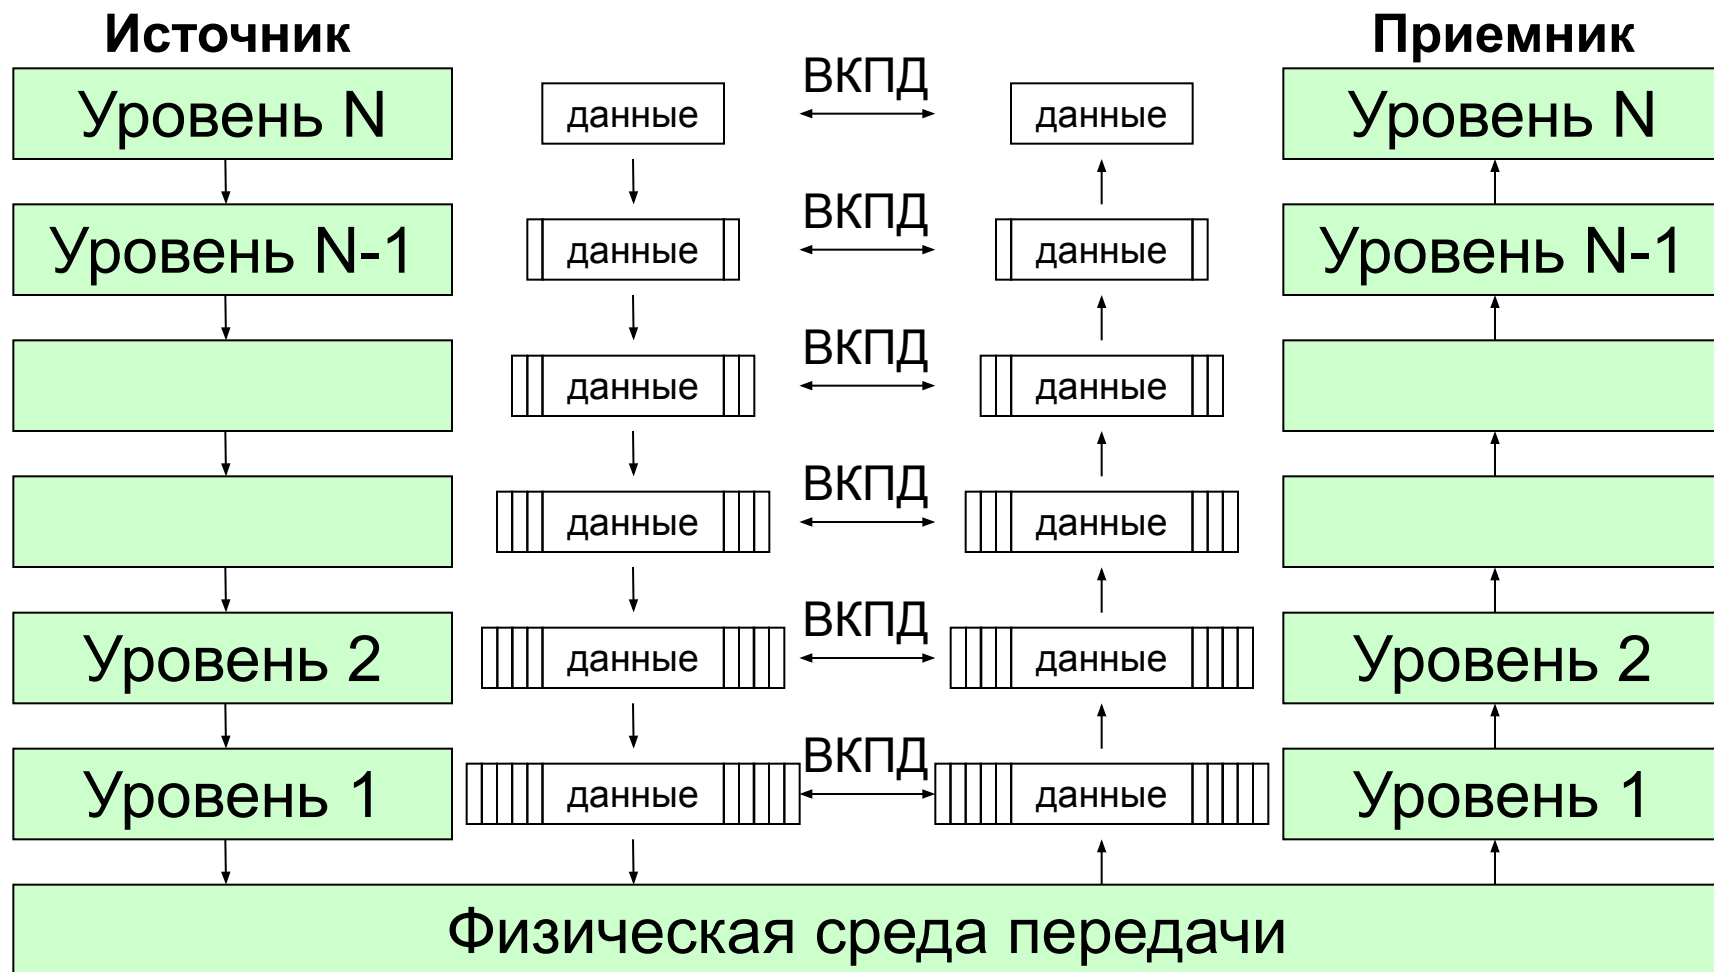 Источник
Приемник
Уровень N
данные
ВКПД
данные
Уровень N
Уровень N-1
данные
ВКПД
данные
Уровень N-1
данные
ВКПД
данные
данные
ВКПД
данные
Уровень 2
данные
ВКПД
данные
Уровень 2
Уровень 1
данные
ВКПД
данные
Уровень 1
Физическая среда передачи